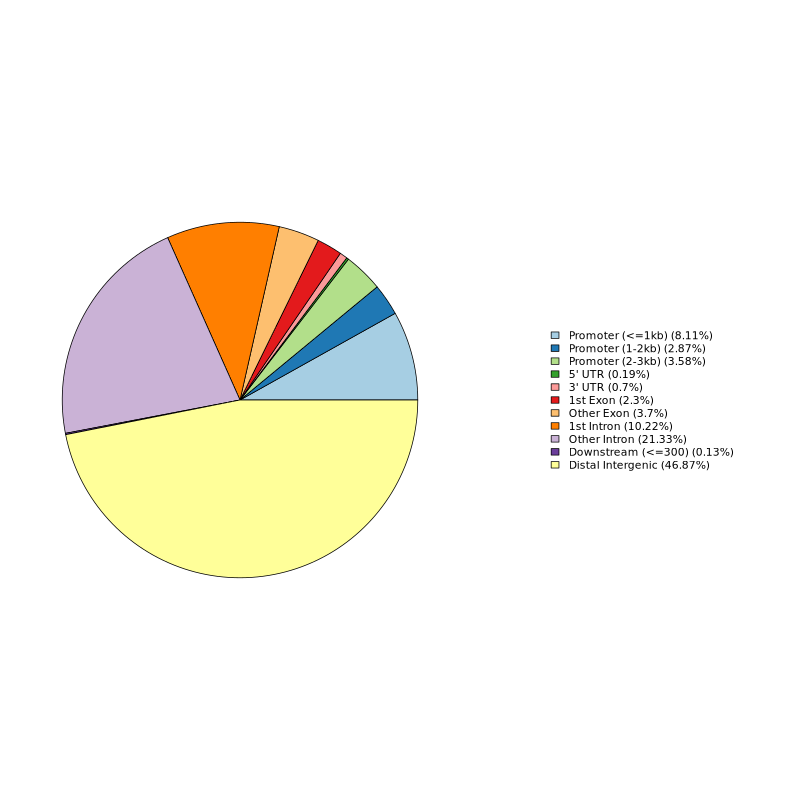 Promoter (<=1kb) (8.11%)
Promoter (1-2kb) (2.87%)
Promoter (2-3kb) (3.58%)
5' UTR (0.19%)
3' UTR (0.7%)
1st Exon (2.3%)
Other Exon (3.7%)
1st Intron (10.22%)
Other Intron (21.33%)
Downstream (<=300) (0.13%)
Distal Intergenic (46.87%)